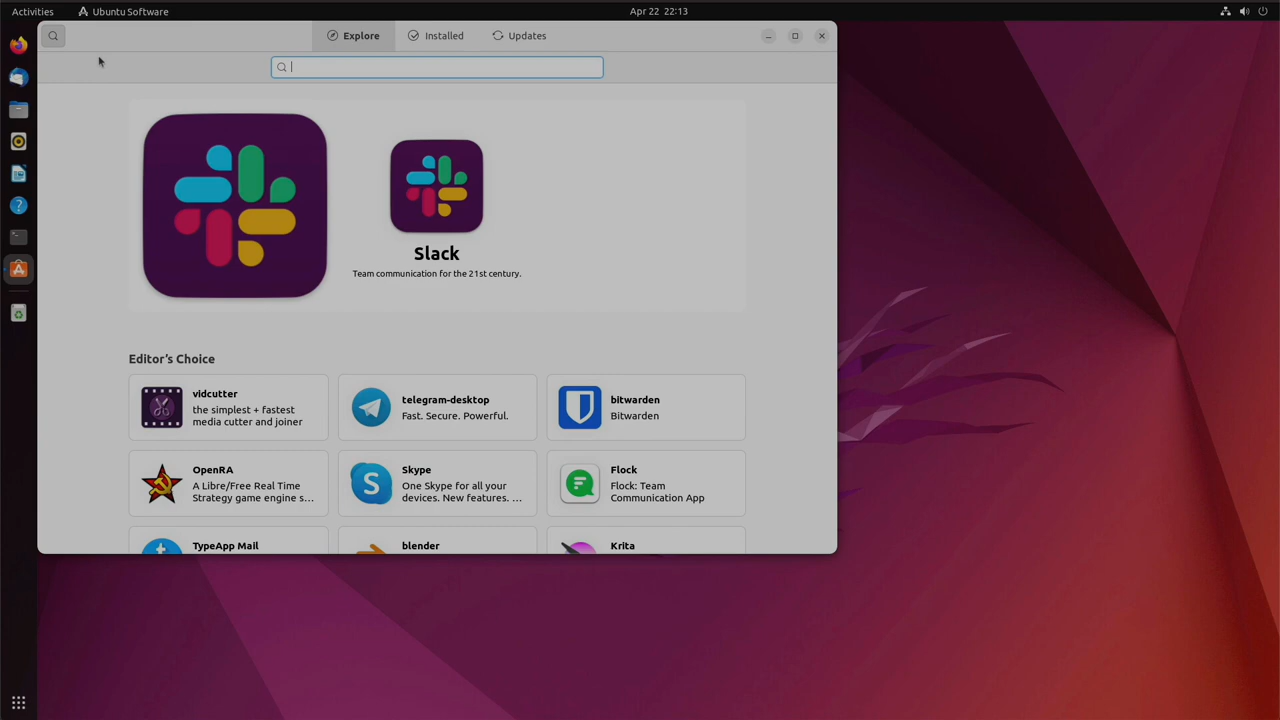 Activities
Ubuntu Software
Apr 22 22:13
Explore
Installed
Updates
Slack
Team communication for the 21st century.
Editor's Choice
vidcutter
the simplest + fastest
media cutter and joiner
telegram-desktop
Fast. Secure. Powerful.
bitwarden
Bitwarden
OpenRA
A Libre/Free Real Time
Strategy game engine s...
Skype
One Skype for all your
devices. New features. ...
Flock
Flock: Team
Communication App
TypeApp Mail
blender
Krita